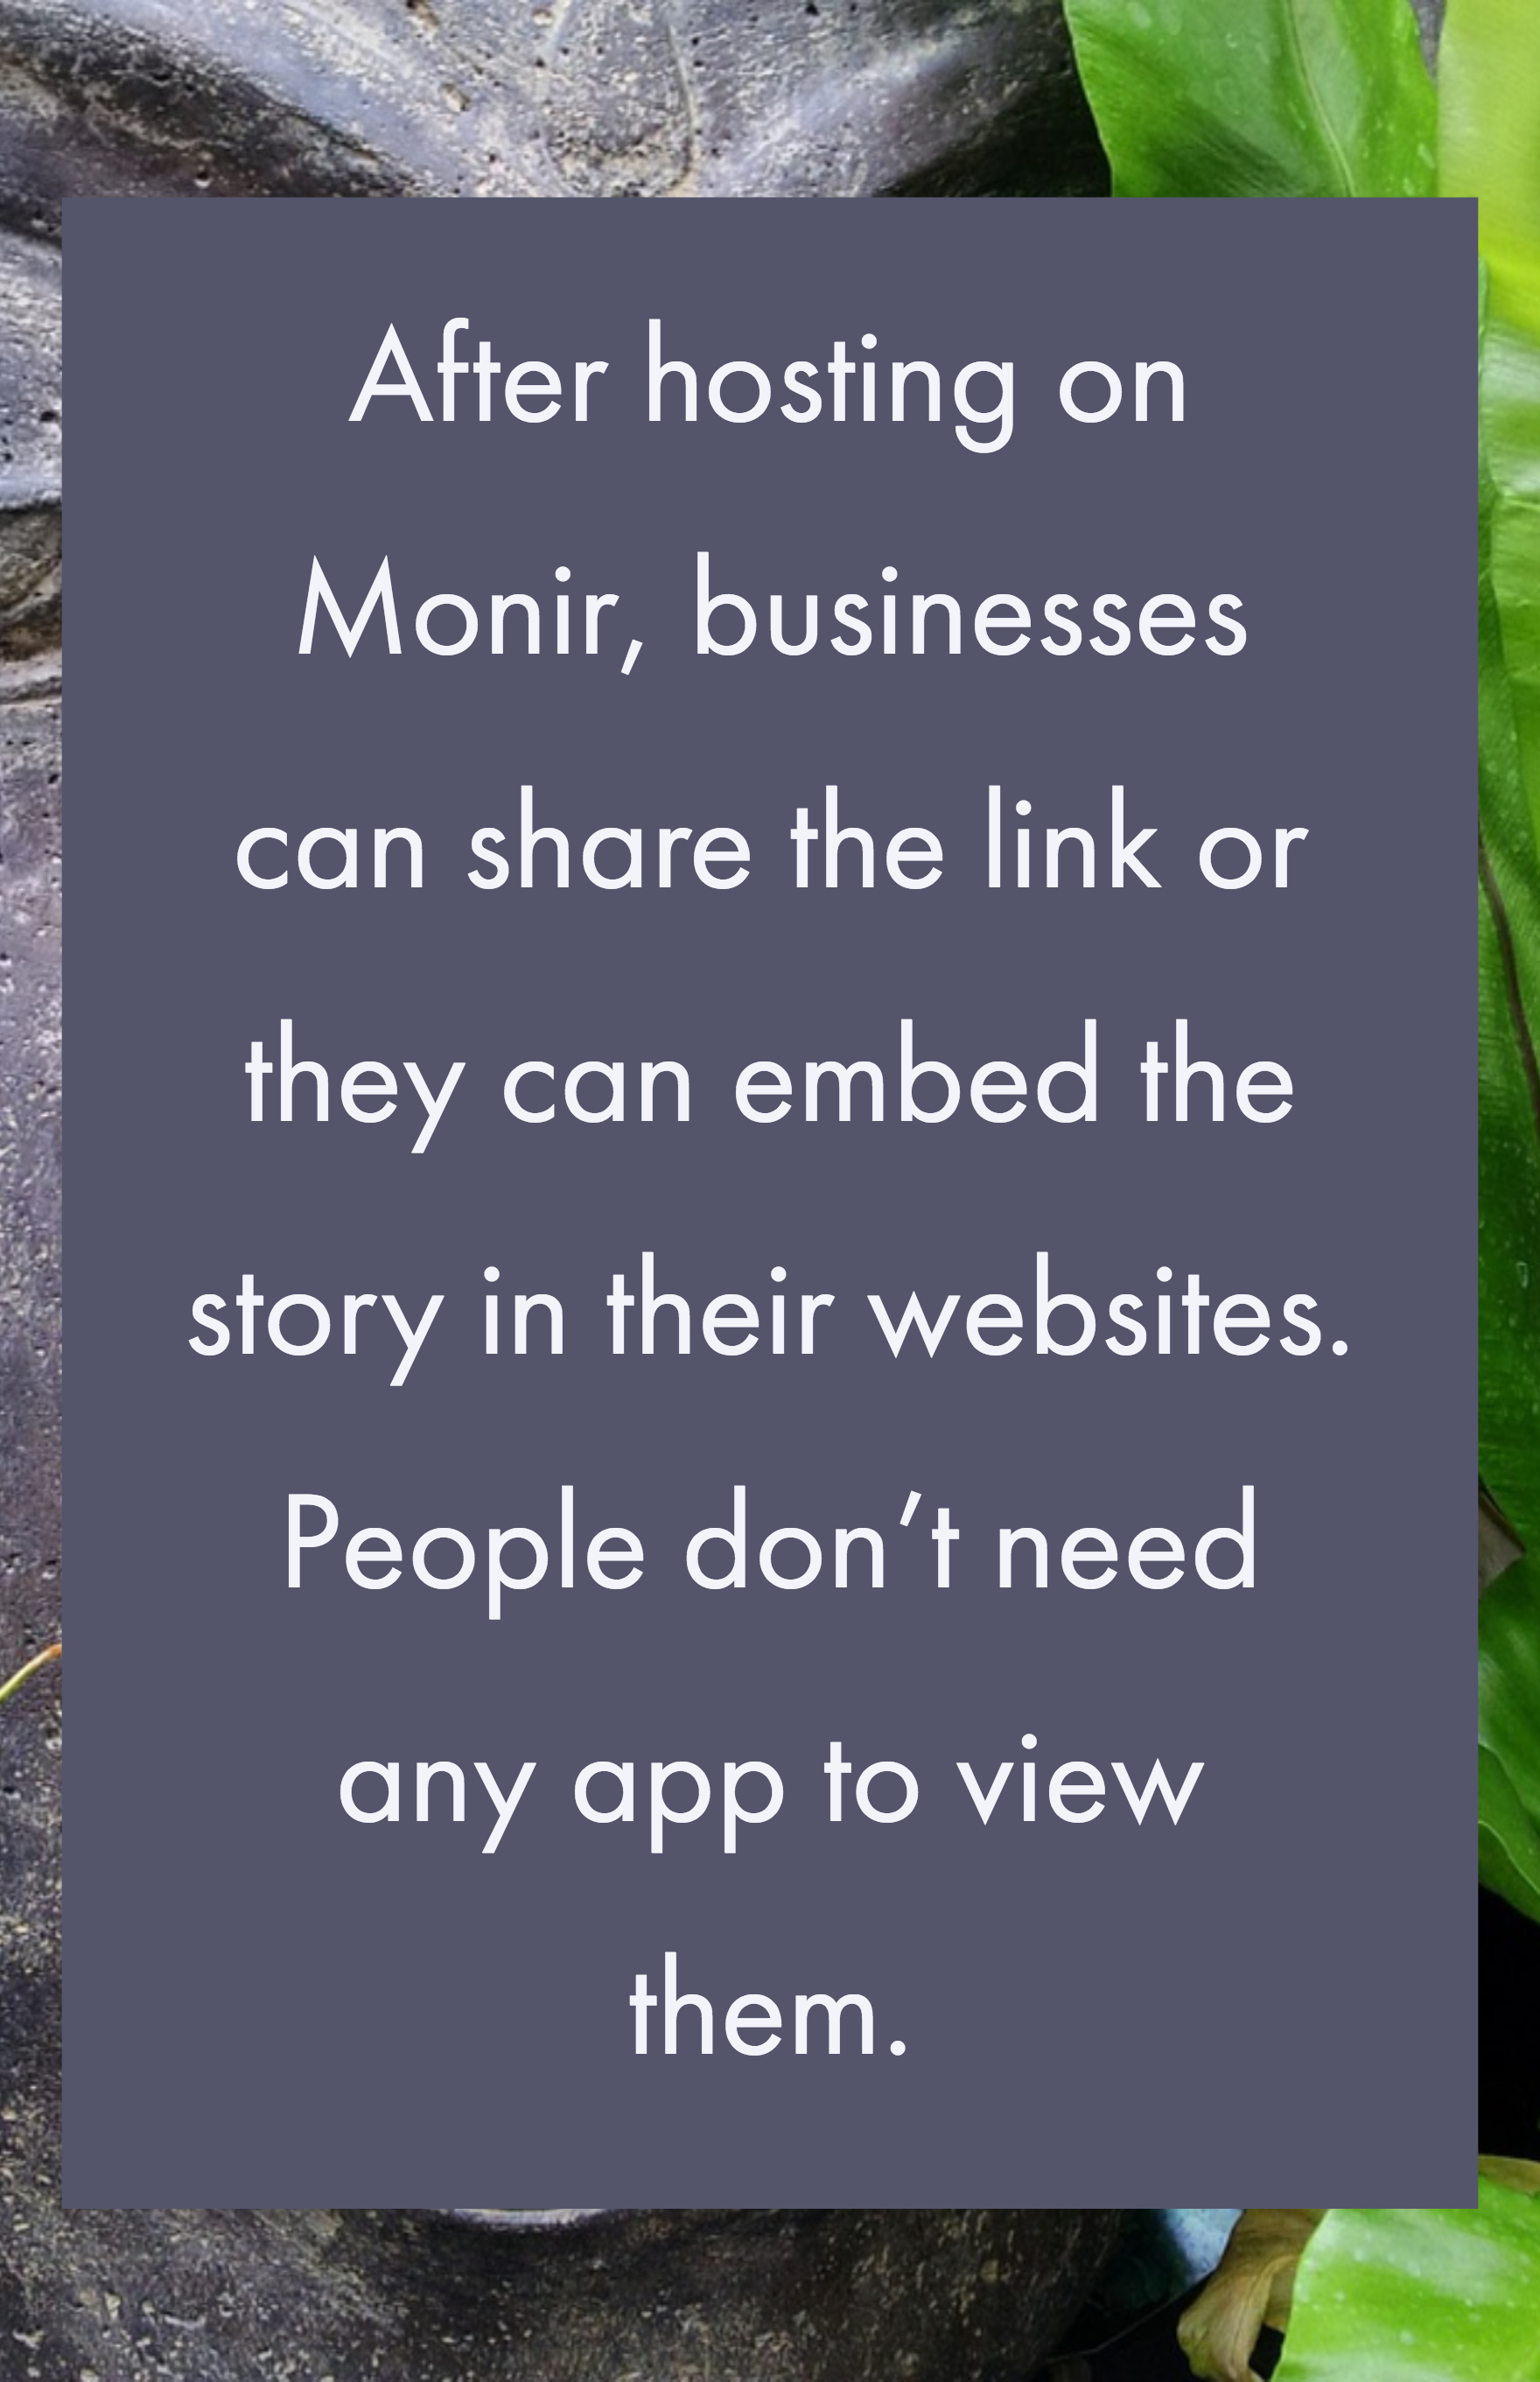 After hosting on
Monir, businesses
can share the link or
they can embed the
story in their websites.
People don’t need
any app to view
them.